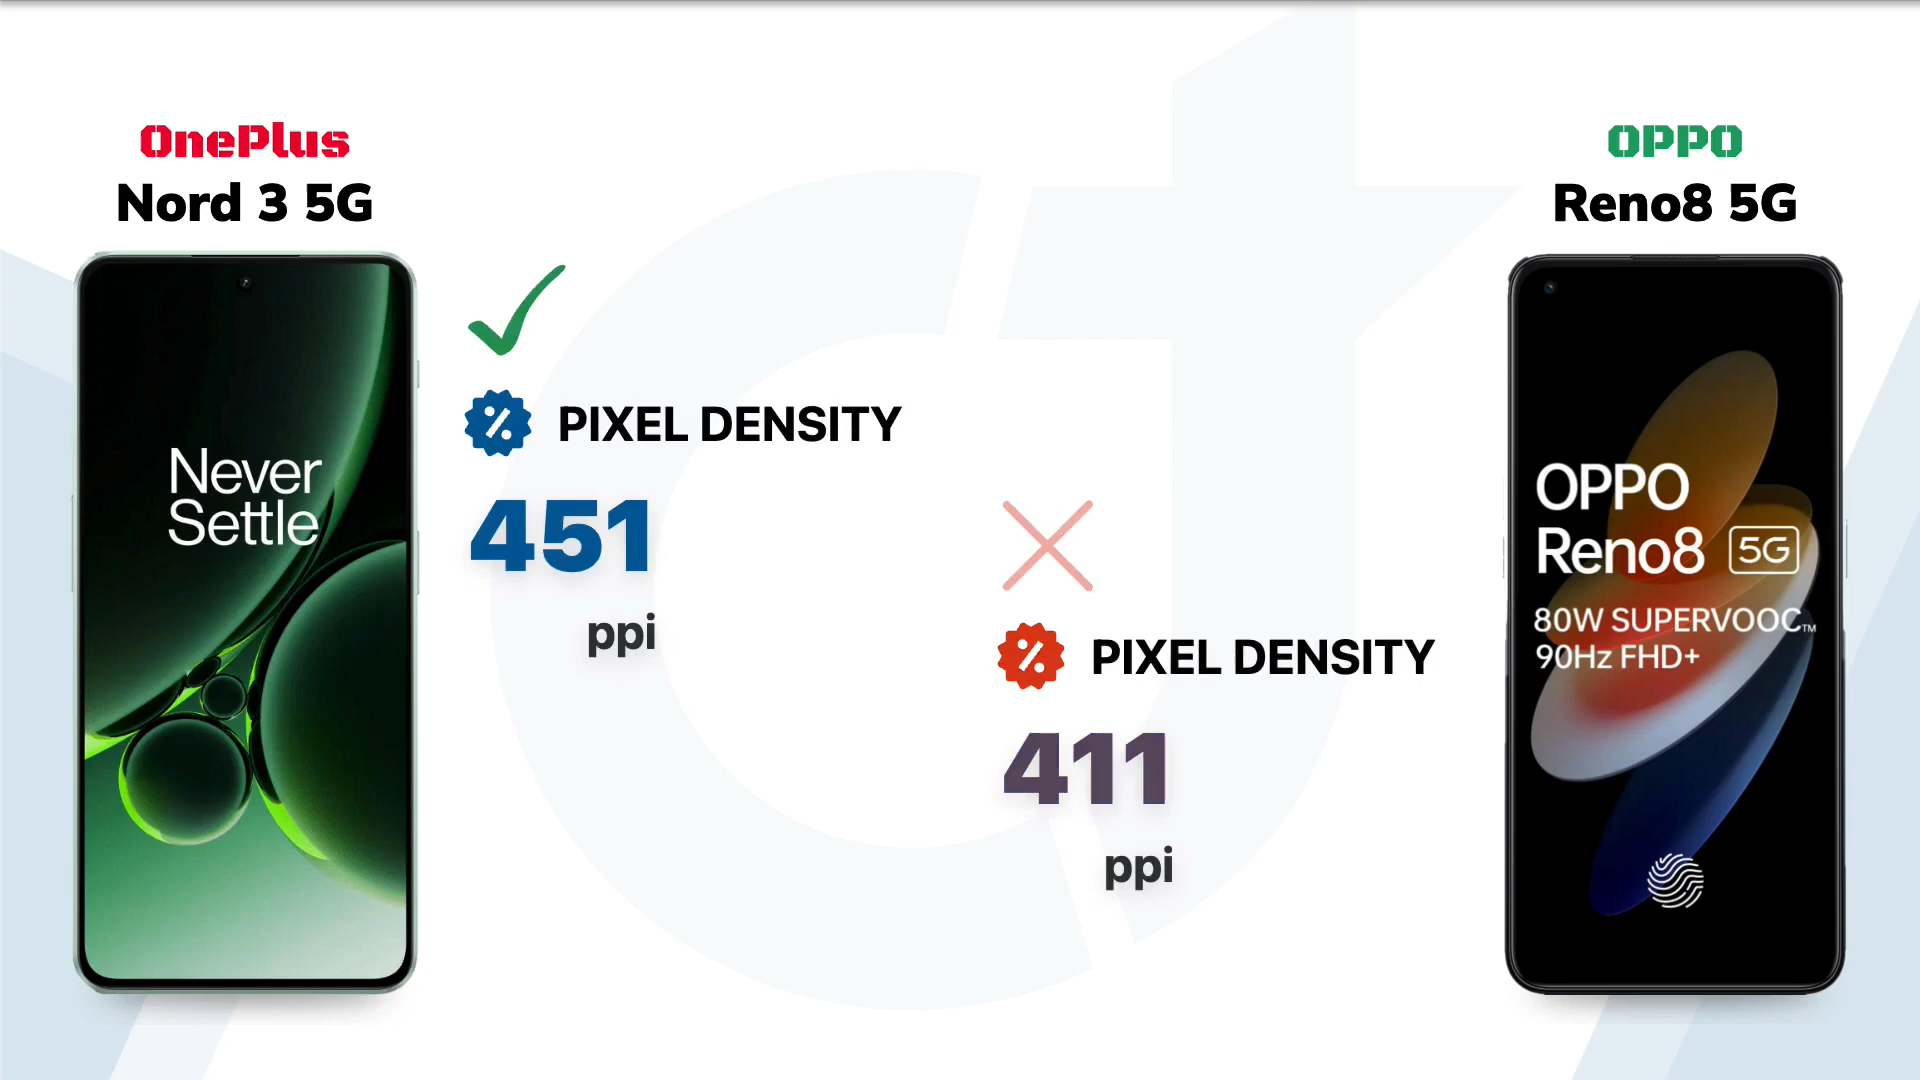 OnePlus
Nord 3 5G
Never
Settle
PIXEL DENSITY
451
ppi
PIXEL DENSITY
411
ppi
OPPO
Reno8 5G
OPPO
Reno8 5G
80W SUPERVOOC™
90Hz FHD+